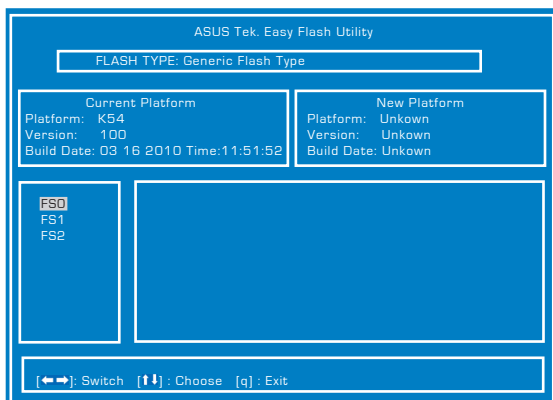 ASUS Tek. Easy Flash Utility
FLASH TYPE: Generic Flash Type
Current Platform
Platform: K54
Version: 100
Build Date: 03 16 2010 Time:11:51:52
New Platform
Platform: Unkown
Version: Unkown
Build Date: Unkown
FS0
FS1
FS2
[⬅➡]: Switch [⬆⬇] : Choose [q] : Exit